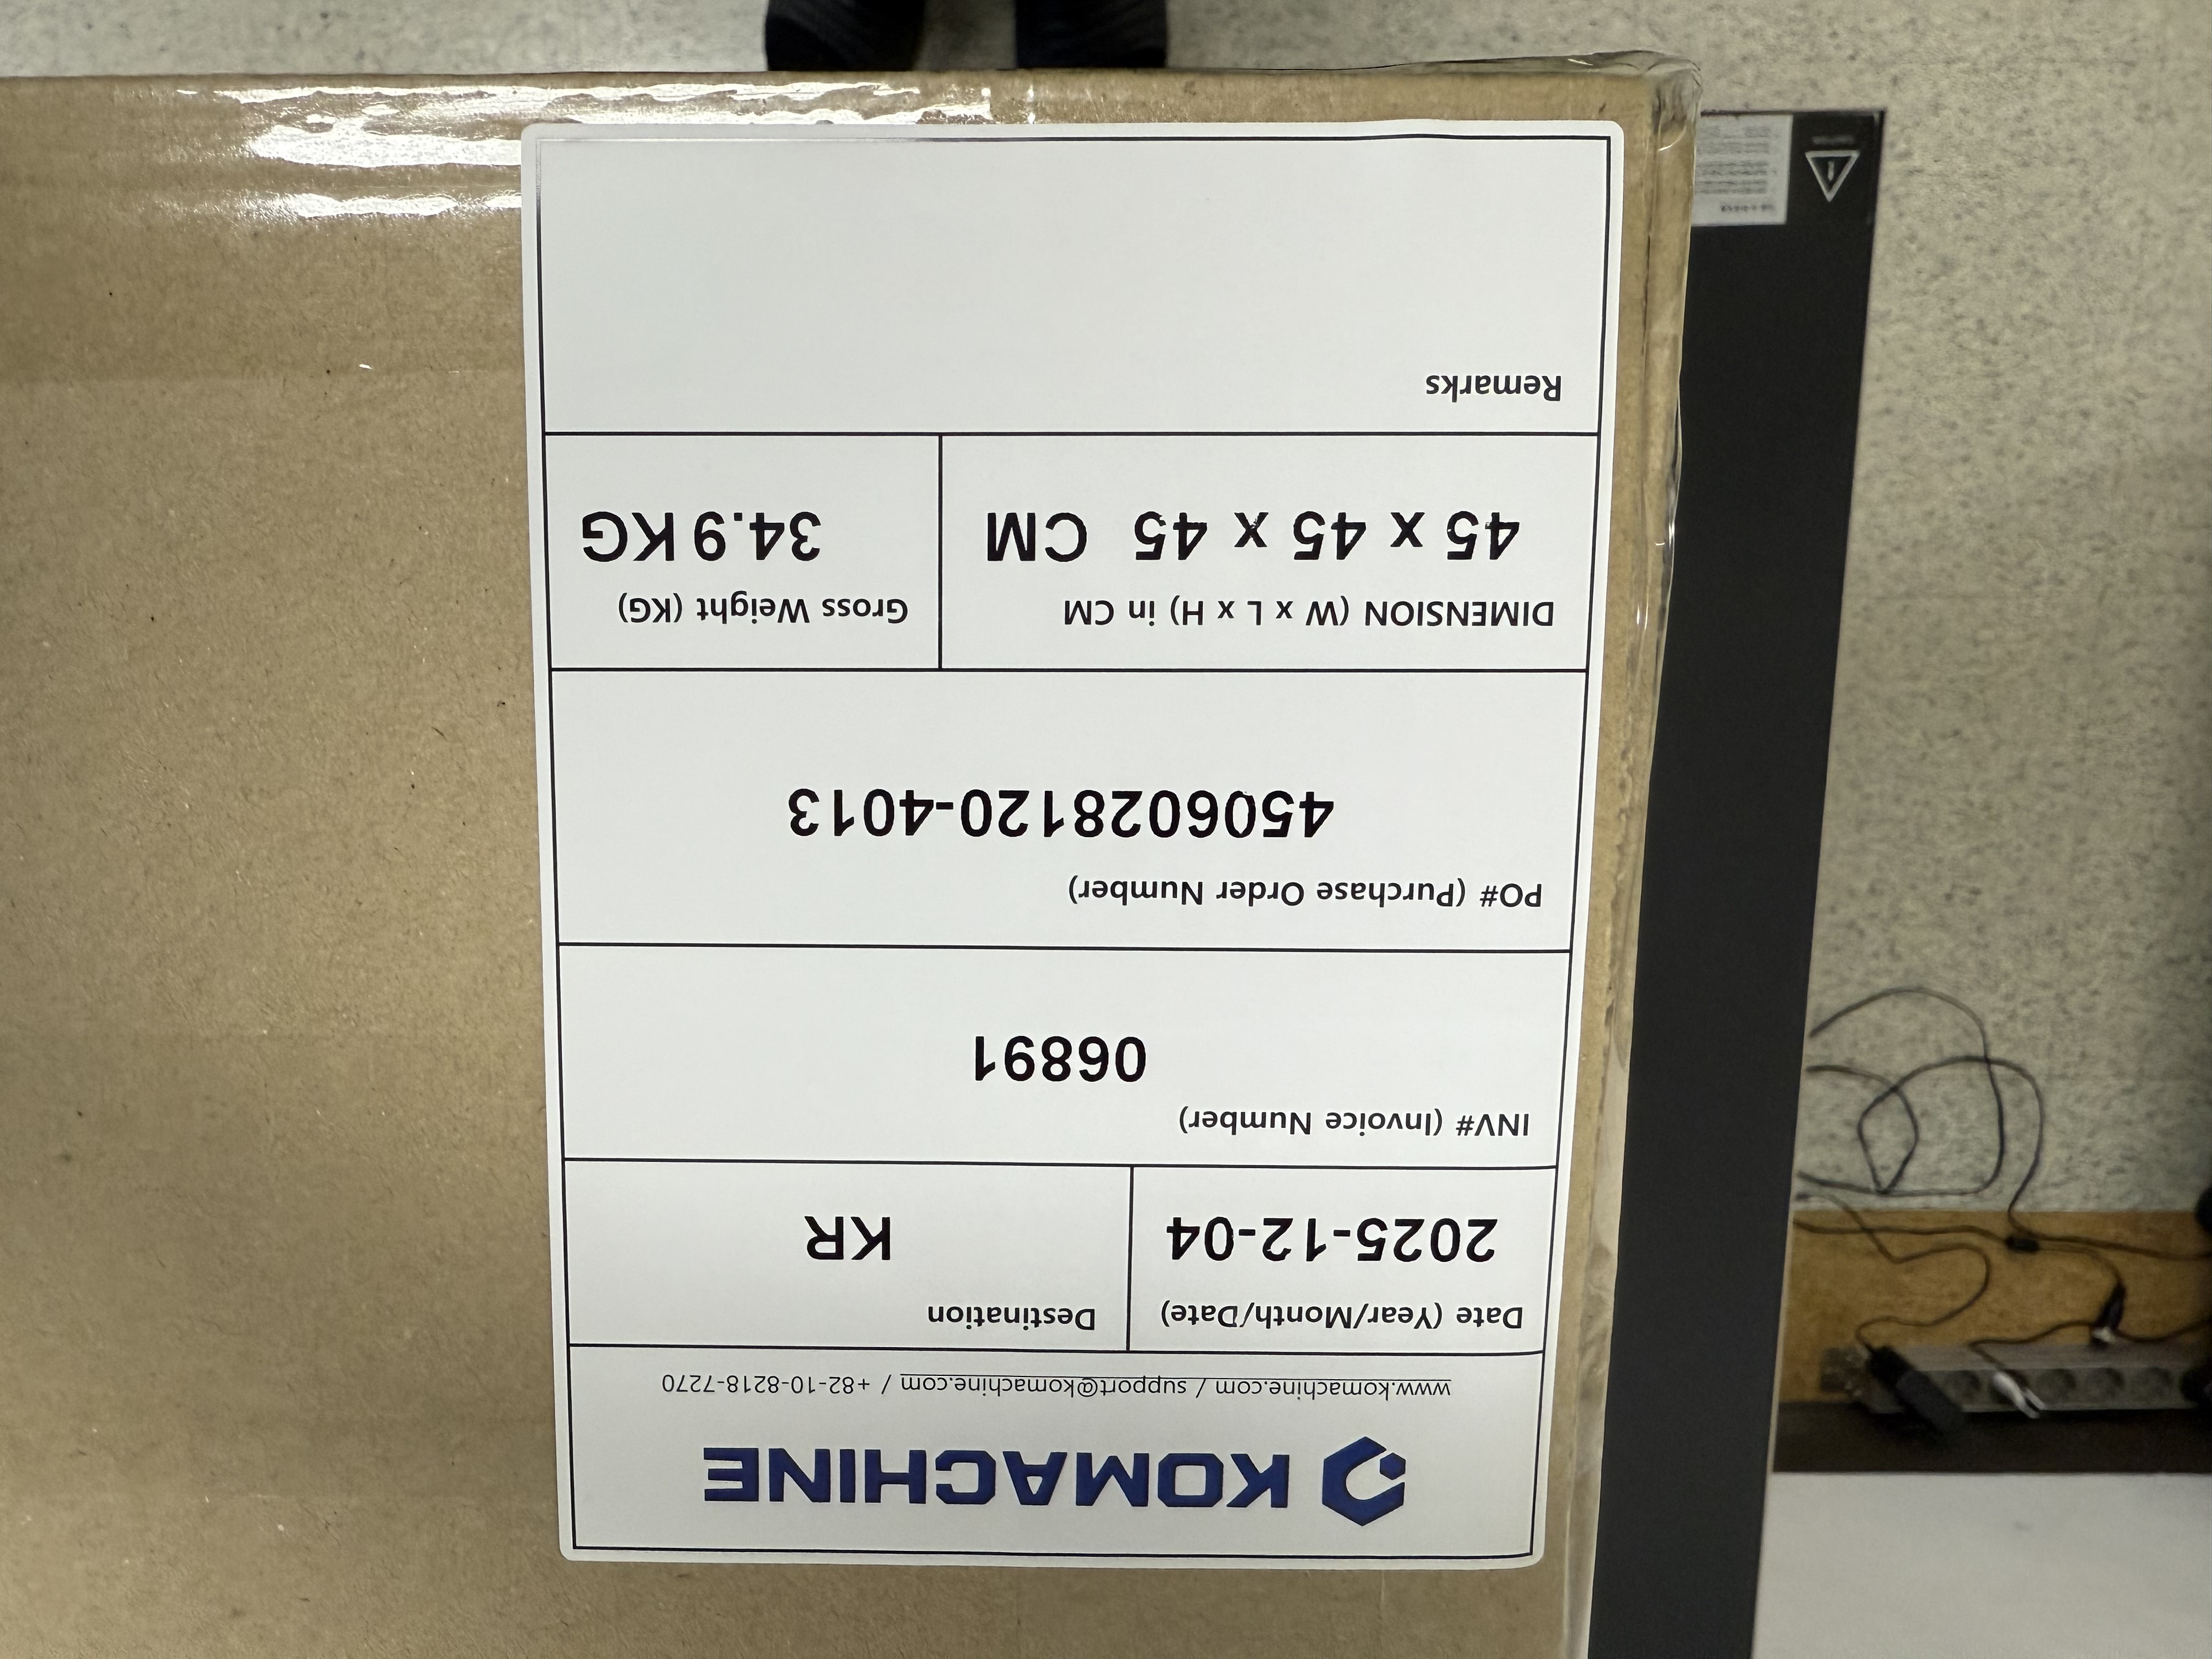 KOMACHINE
www.komachine.com / support@komachine.com / +82-10-8218-7270
Date (Year/Month/Date)
Destination
2025-12-04
KR
INV# (Invoice Number)
06891
PO# (Purchase Order Number)
4506028120-4013
DIMENSION (W x L x H) in CM
Gross Weight (KG)
45 x 45 x 45 CM
34.9 KG
Remarks